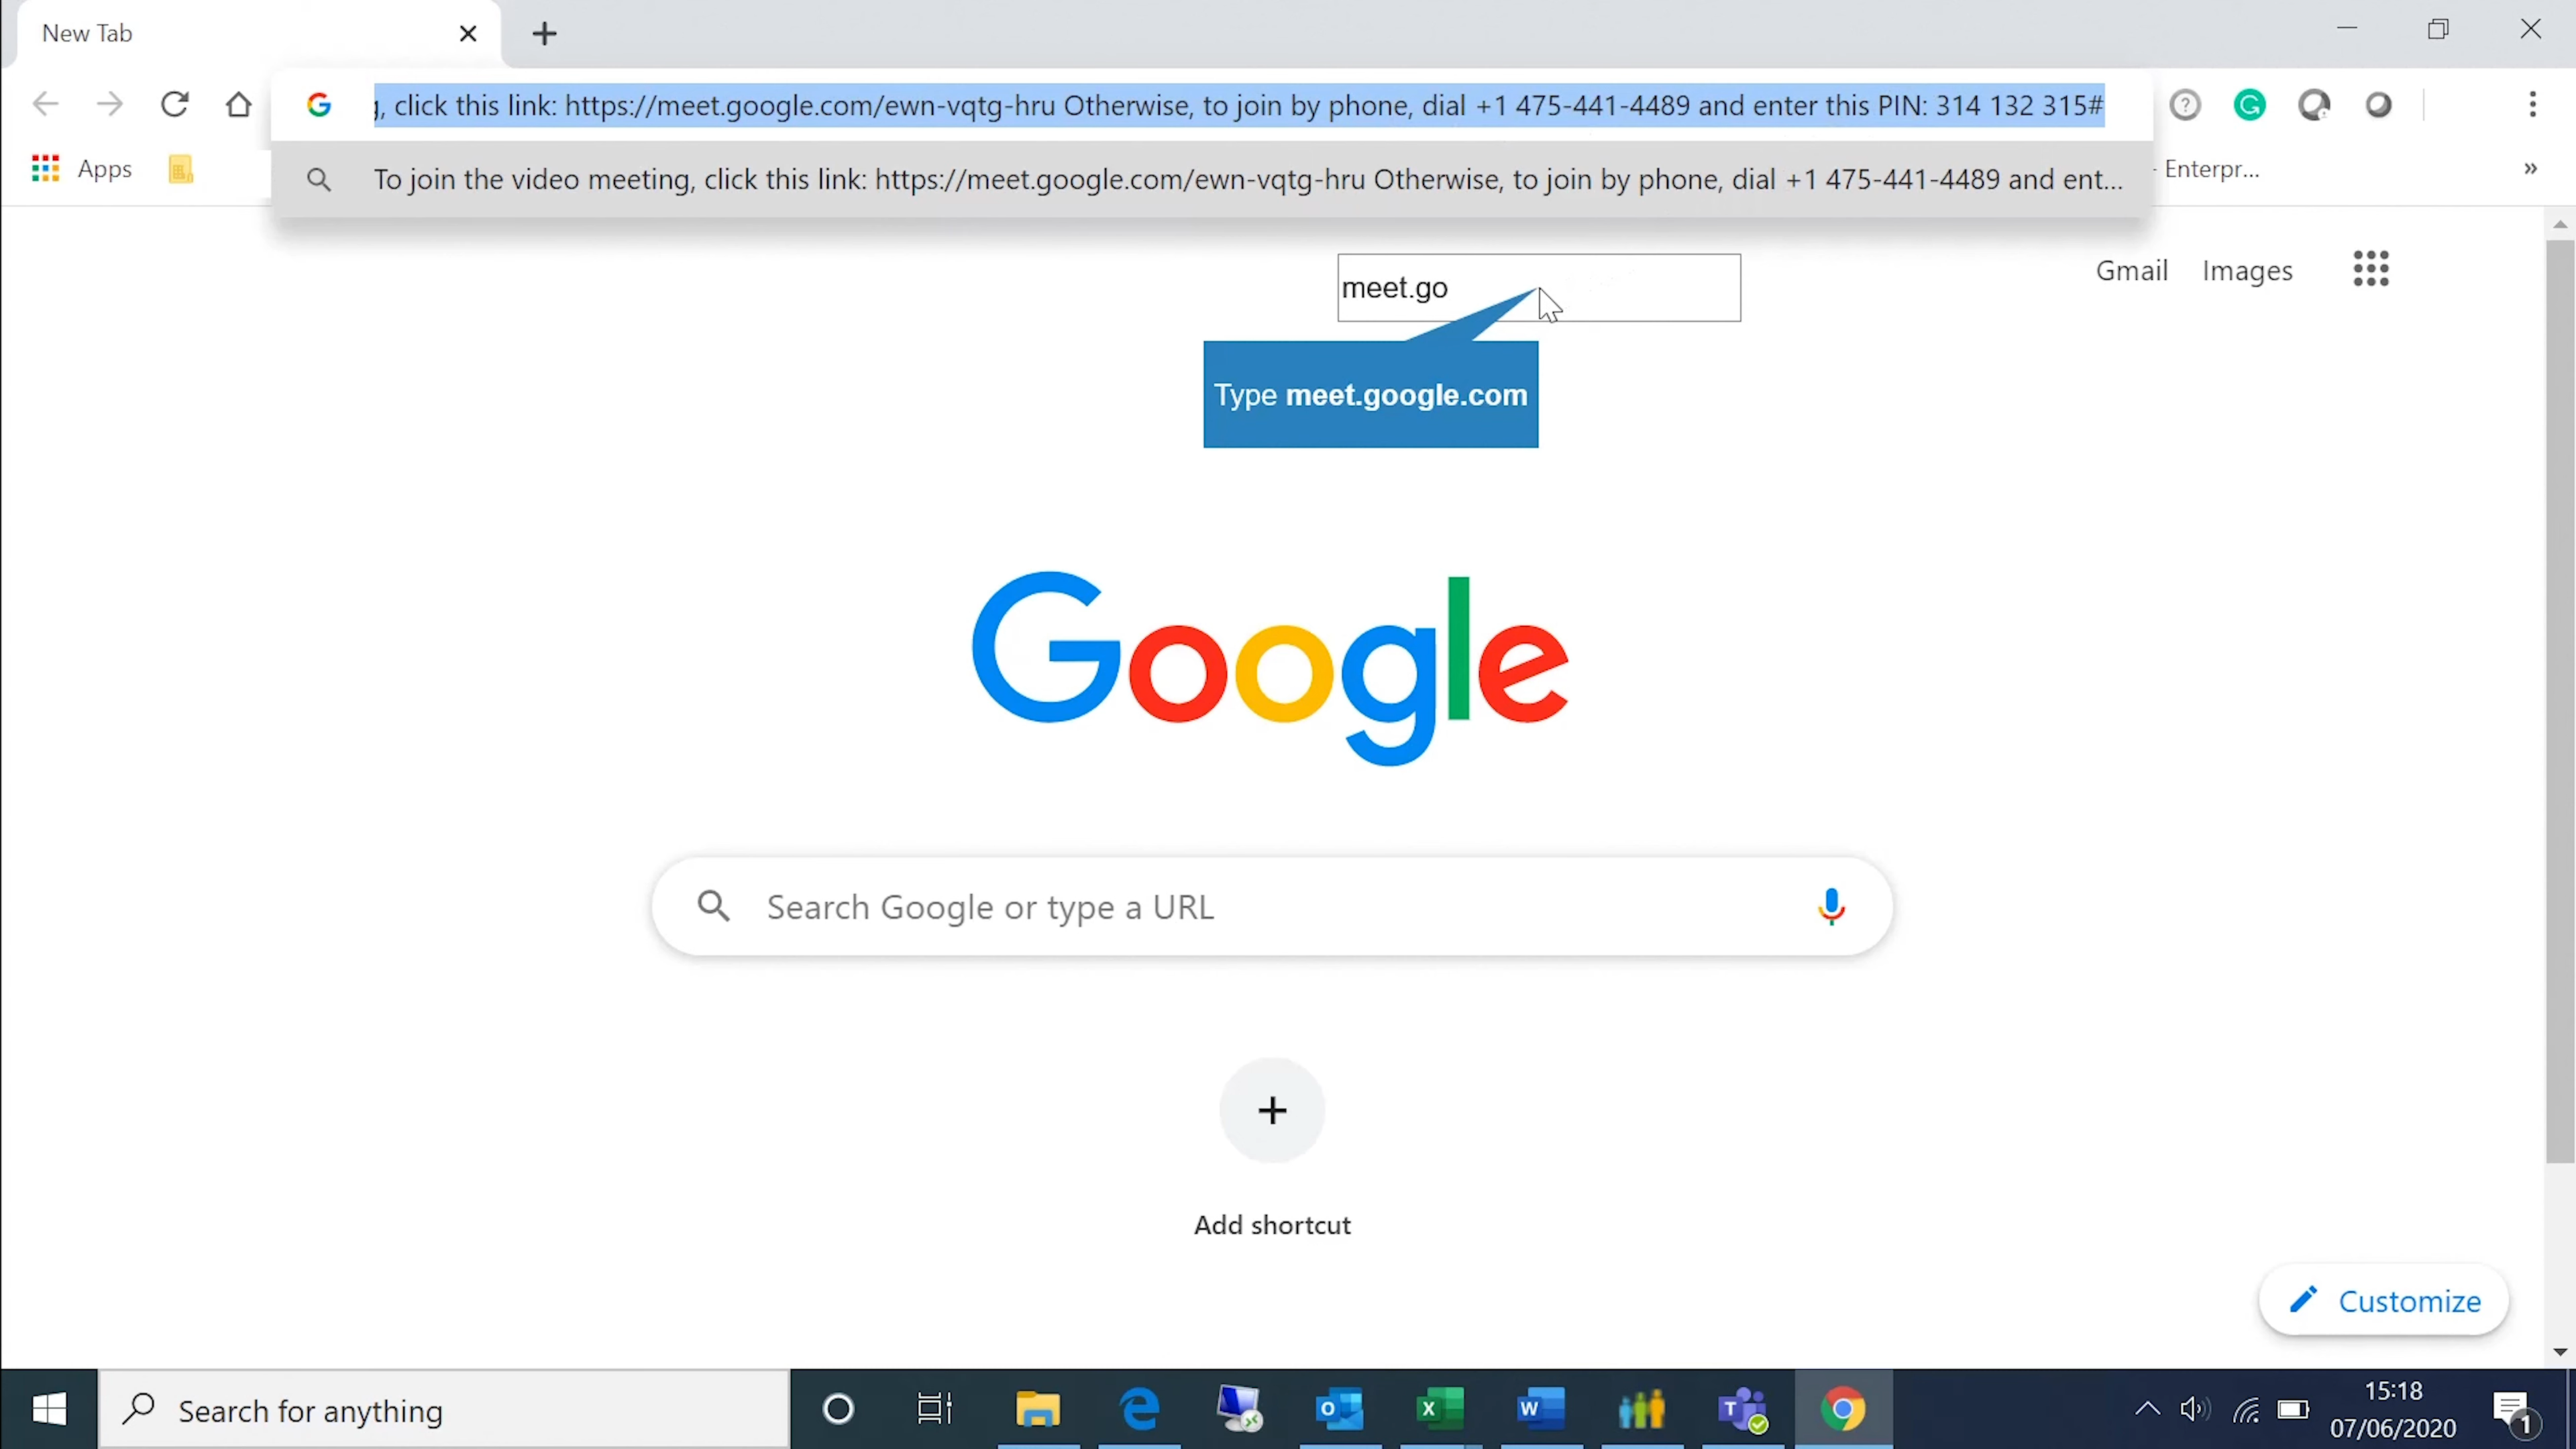 New Tab
, click this link: https://meet.google.com/ewn-vqtg-hru Otherwise, to join by phone, dial +1 475-441-4489 and enter this PIN: 314 132 315#
Apps
To join the video meeting, click this link: https://meet.google.com/ewn-vqtg-hru Otherwise, to join by phone, dial +1 475-441-4489 and ent...
Enterpr...
meet.go
Gmail Images
Type meet.google.com
Google
Search Google or type a URL
Add shortcut
Customize
Search for anything
15:18
07/06/2020
1